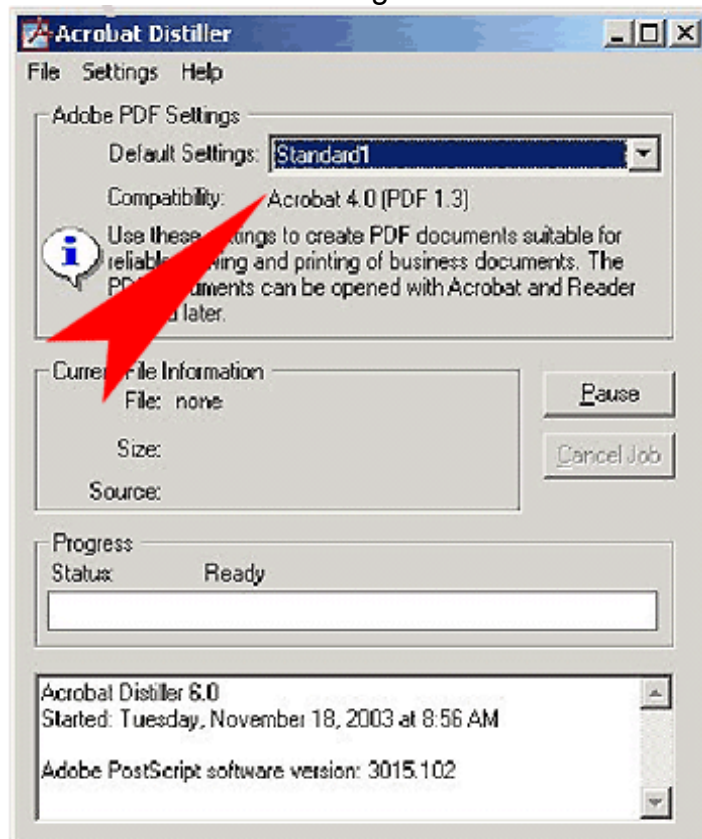 Acrobat Distiller
File Settings Help
Adobe PDF Settings
Default Settings: Standard1
Compatibility: Acrobat 4.0 (PDF 1.3)
Use these to create PDF documents suitable for
and printing of business documents. The
can be opened with Acrobat and Reader
later.
File Information
File: none
Size:
Source:
Pause
Cancel Job
Progress
Status: Ready
Acrobat Distiller 6.0
Started: Tuesday, November 18, 2003 at 8:56 AM
Adobe PostScript software version: 3015.102